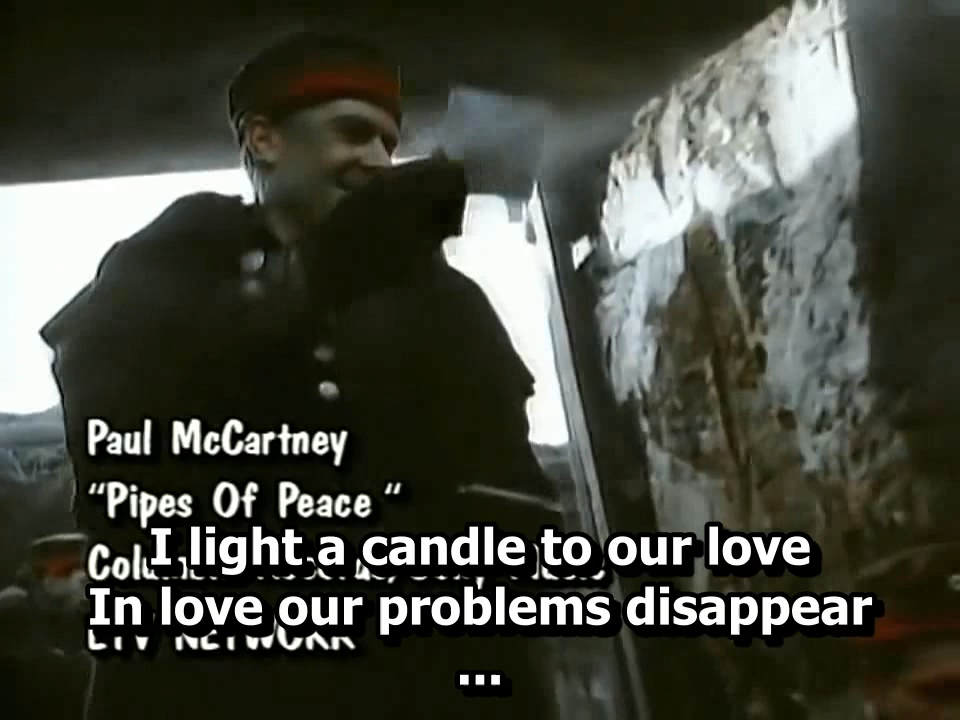 Paul McCartney
“Pipes Of Peace “
I light a candle to our love
In love our problems disappear
...